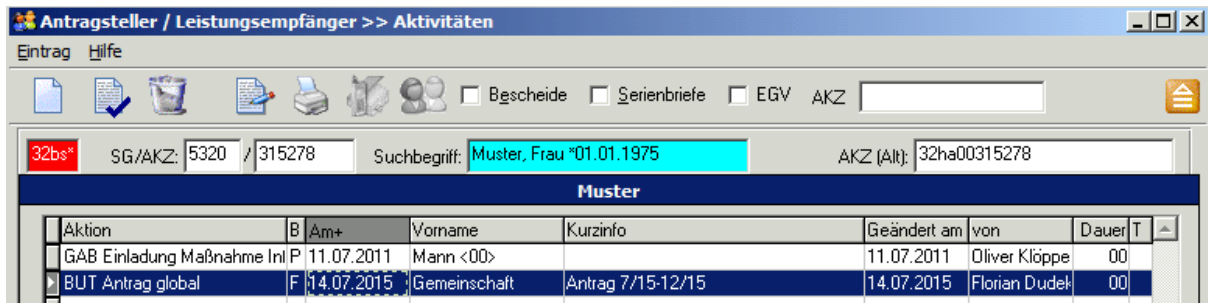 Antragsteller / Leistungsempfänger >> Aktivitäten
Eintrag Hilfe
Bescheide Serienbriefe EGV AKZ
32bs* SG/AKZ: 5320 / 315278 Suchbegriff: Muster, Frau *01.01.1975 AKZ (Alt): 32ha00315278
Muster
Aktion B Am+ Vorname Kurzinfo Geändert am von Dauer T
GAB Einladung Maßnahme Inl P 11.07.2011 Mann <00> 11.07.2011 Oliver Klöppe 00
BUT Antrag global F 14.07.2015 Gemeinschaft Antrag 7/15-12/15 14.07.2015 Florian Dudek 00